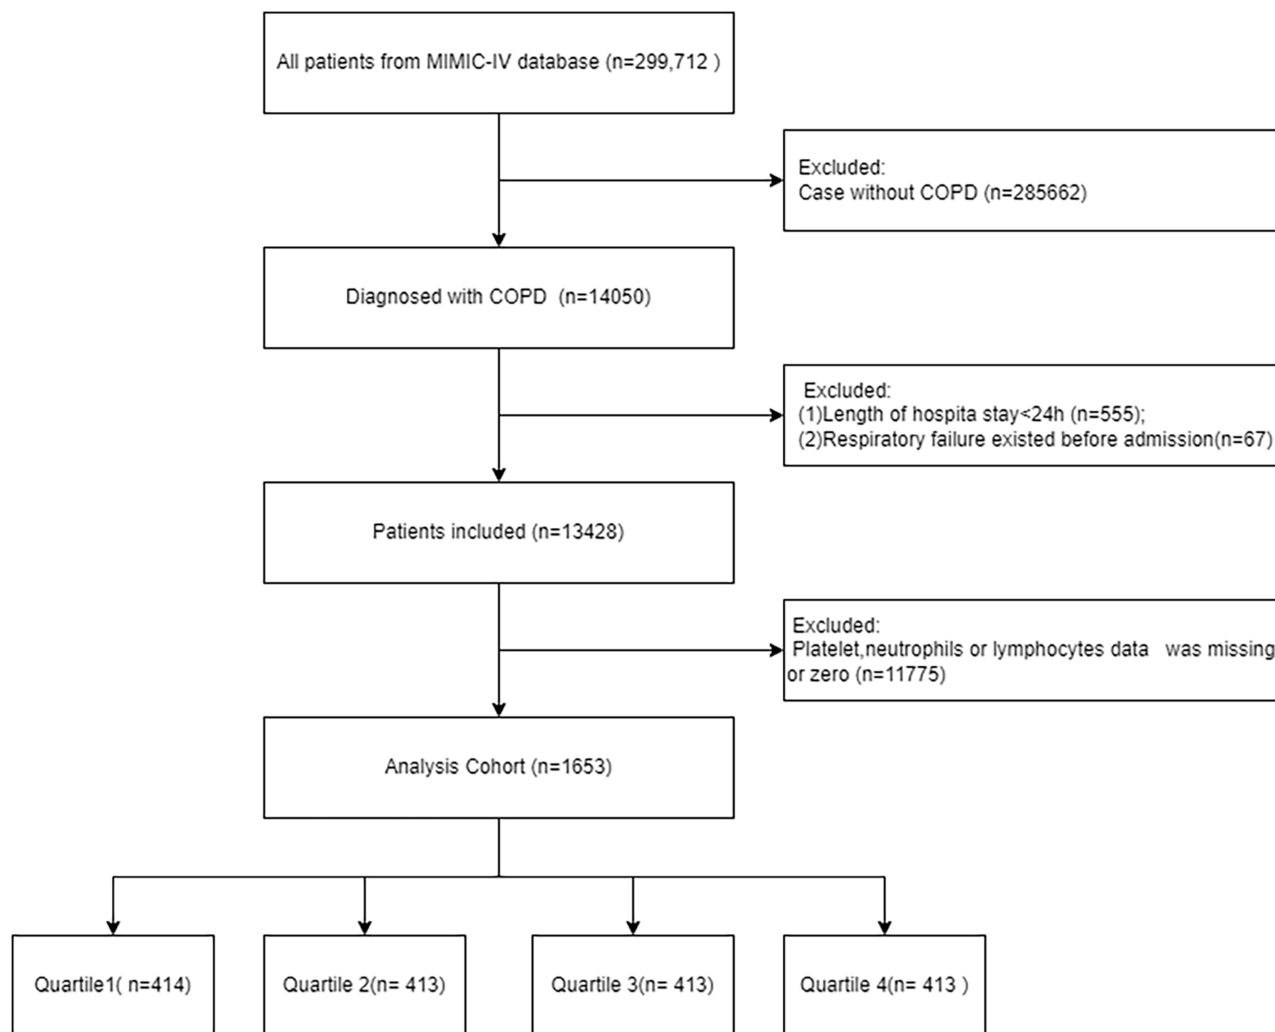 All patients from MIMIC-IV database (n=299,712 )
Excluded:
Case without COPD (n=285662)
Diagnosed with COPD  (n=14050)
Excluded:
(1)Length of hospita stay<24h (n=555);
(2)Respiratory failure existed before admission(n=67)
Patients included (n=13428)
Excluded:
Platelet,neutrophils or lymphocytes data   was missing
or zero (n=11775)
Analysis Cohort (n=1653)
Quartile1( n=414)
Quartile 2(n= 413)
Quartile 3(n= 413)
Quartile 4(n= 413 )